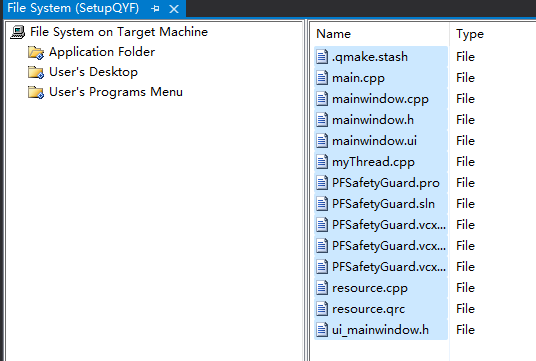 File System (SetupQYF)
File System on Target Machine
Application Folder
User's Desktop
User's Programs Menu
Name Type
.qmake.stash File
main.cpp File
mainwindow.cpp File
mainwindow.h File
mainwindow.ui File
myThread.cpp File
PFSafetyGuard.pro File
PFSafetyGuard.sln File
PFSafetyGuard.vcx... File
PFSafetyGuard.vcx... File
PFSafetyGuard.vcx... File
resource.cpp File
resource.qrc File
ui_mainwindow.h File